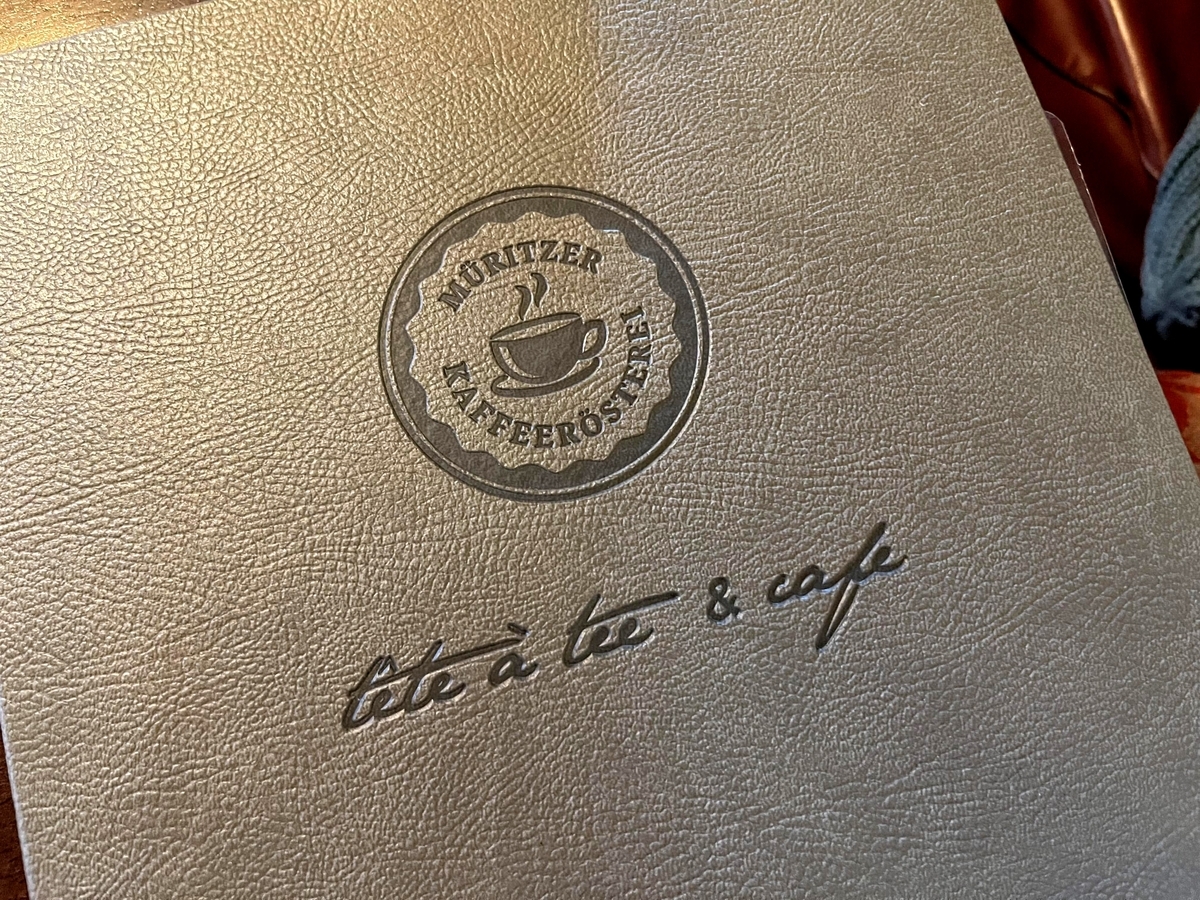 MÜRITZER
KAFFEERÖSTEREI
tête à tee & cafe